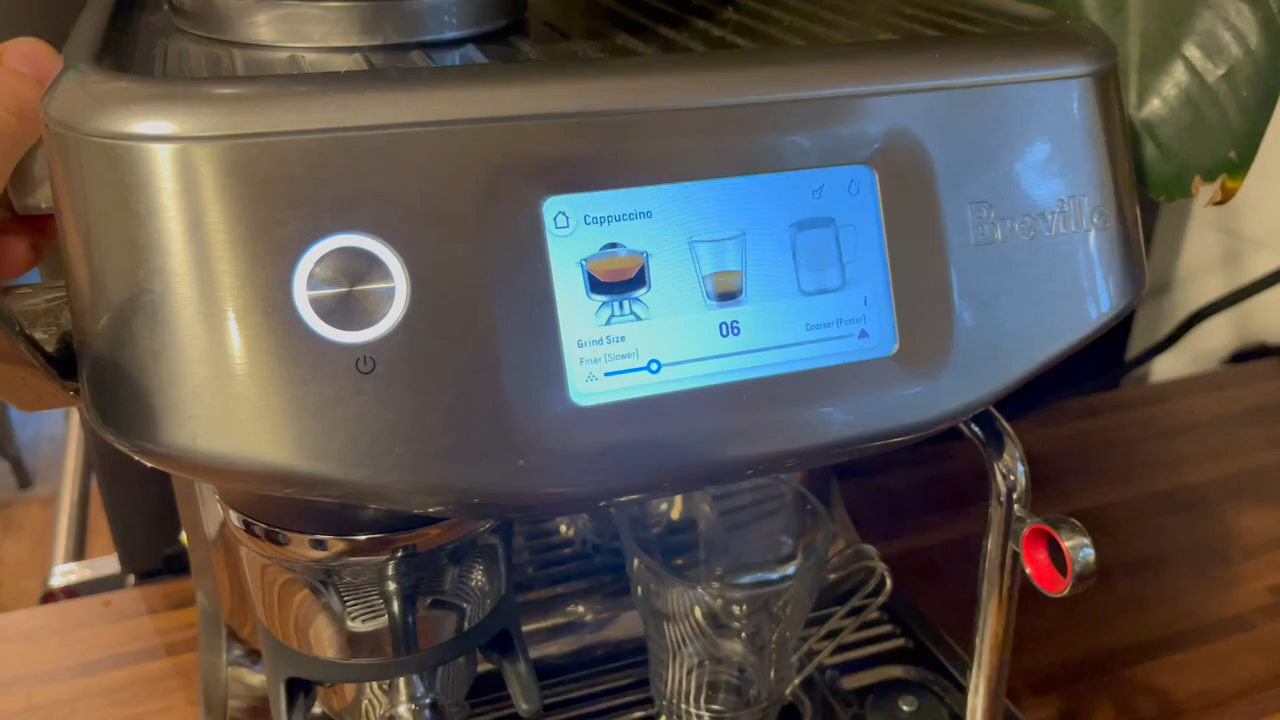 Cappuccino
Breville
06
Grind Size
Finer (Slower)
Coarser (Faster)
i